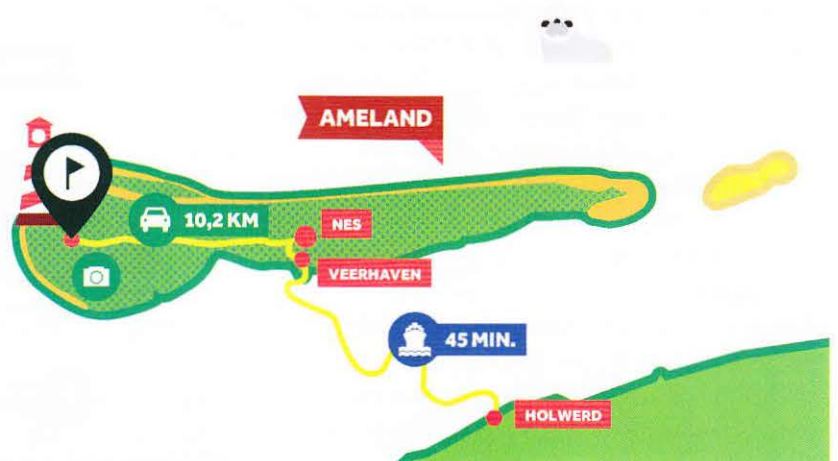 AMELAND
10,2 KM
NES
VEERHAVEN
45 MIN.
HOLWERD